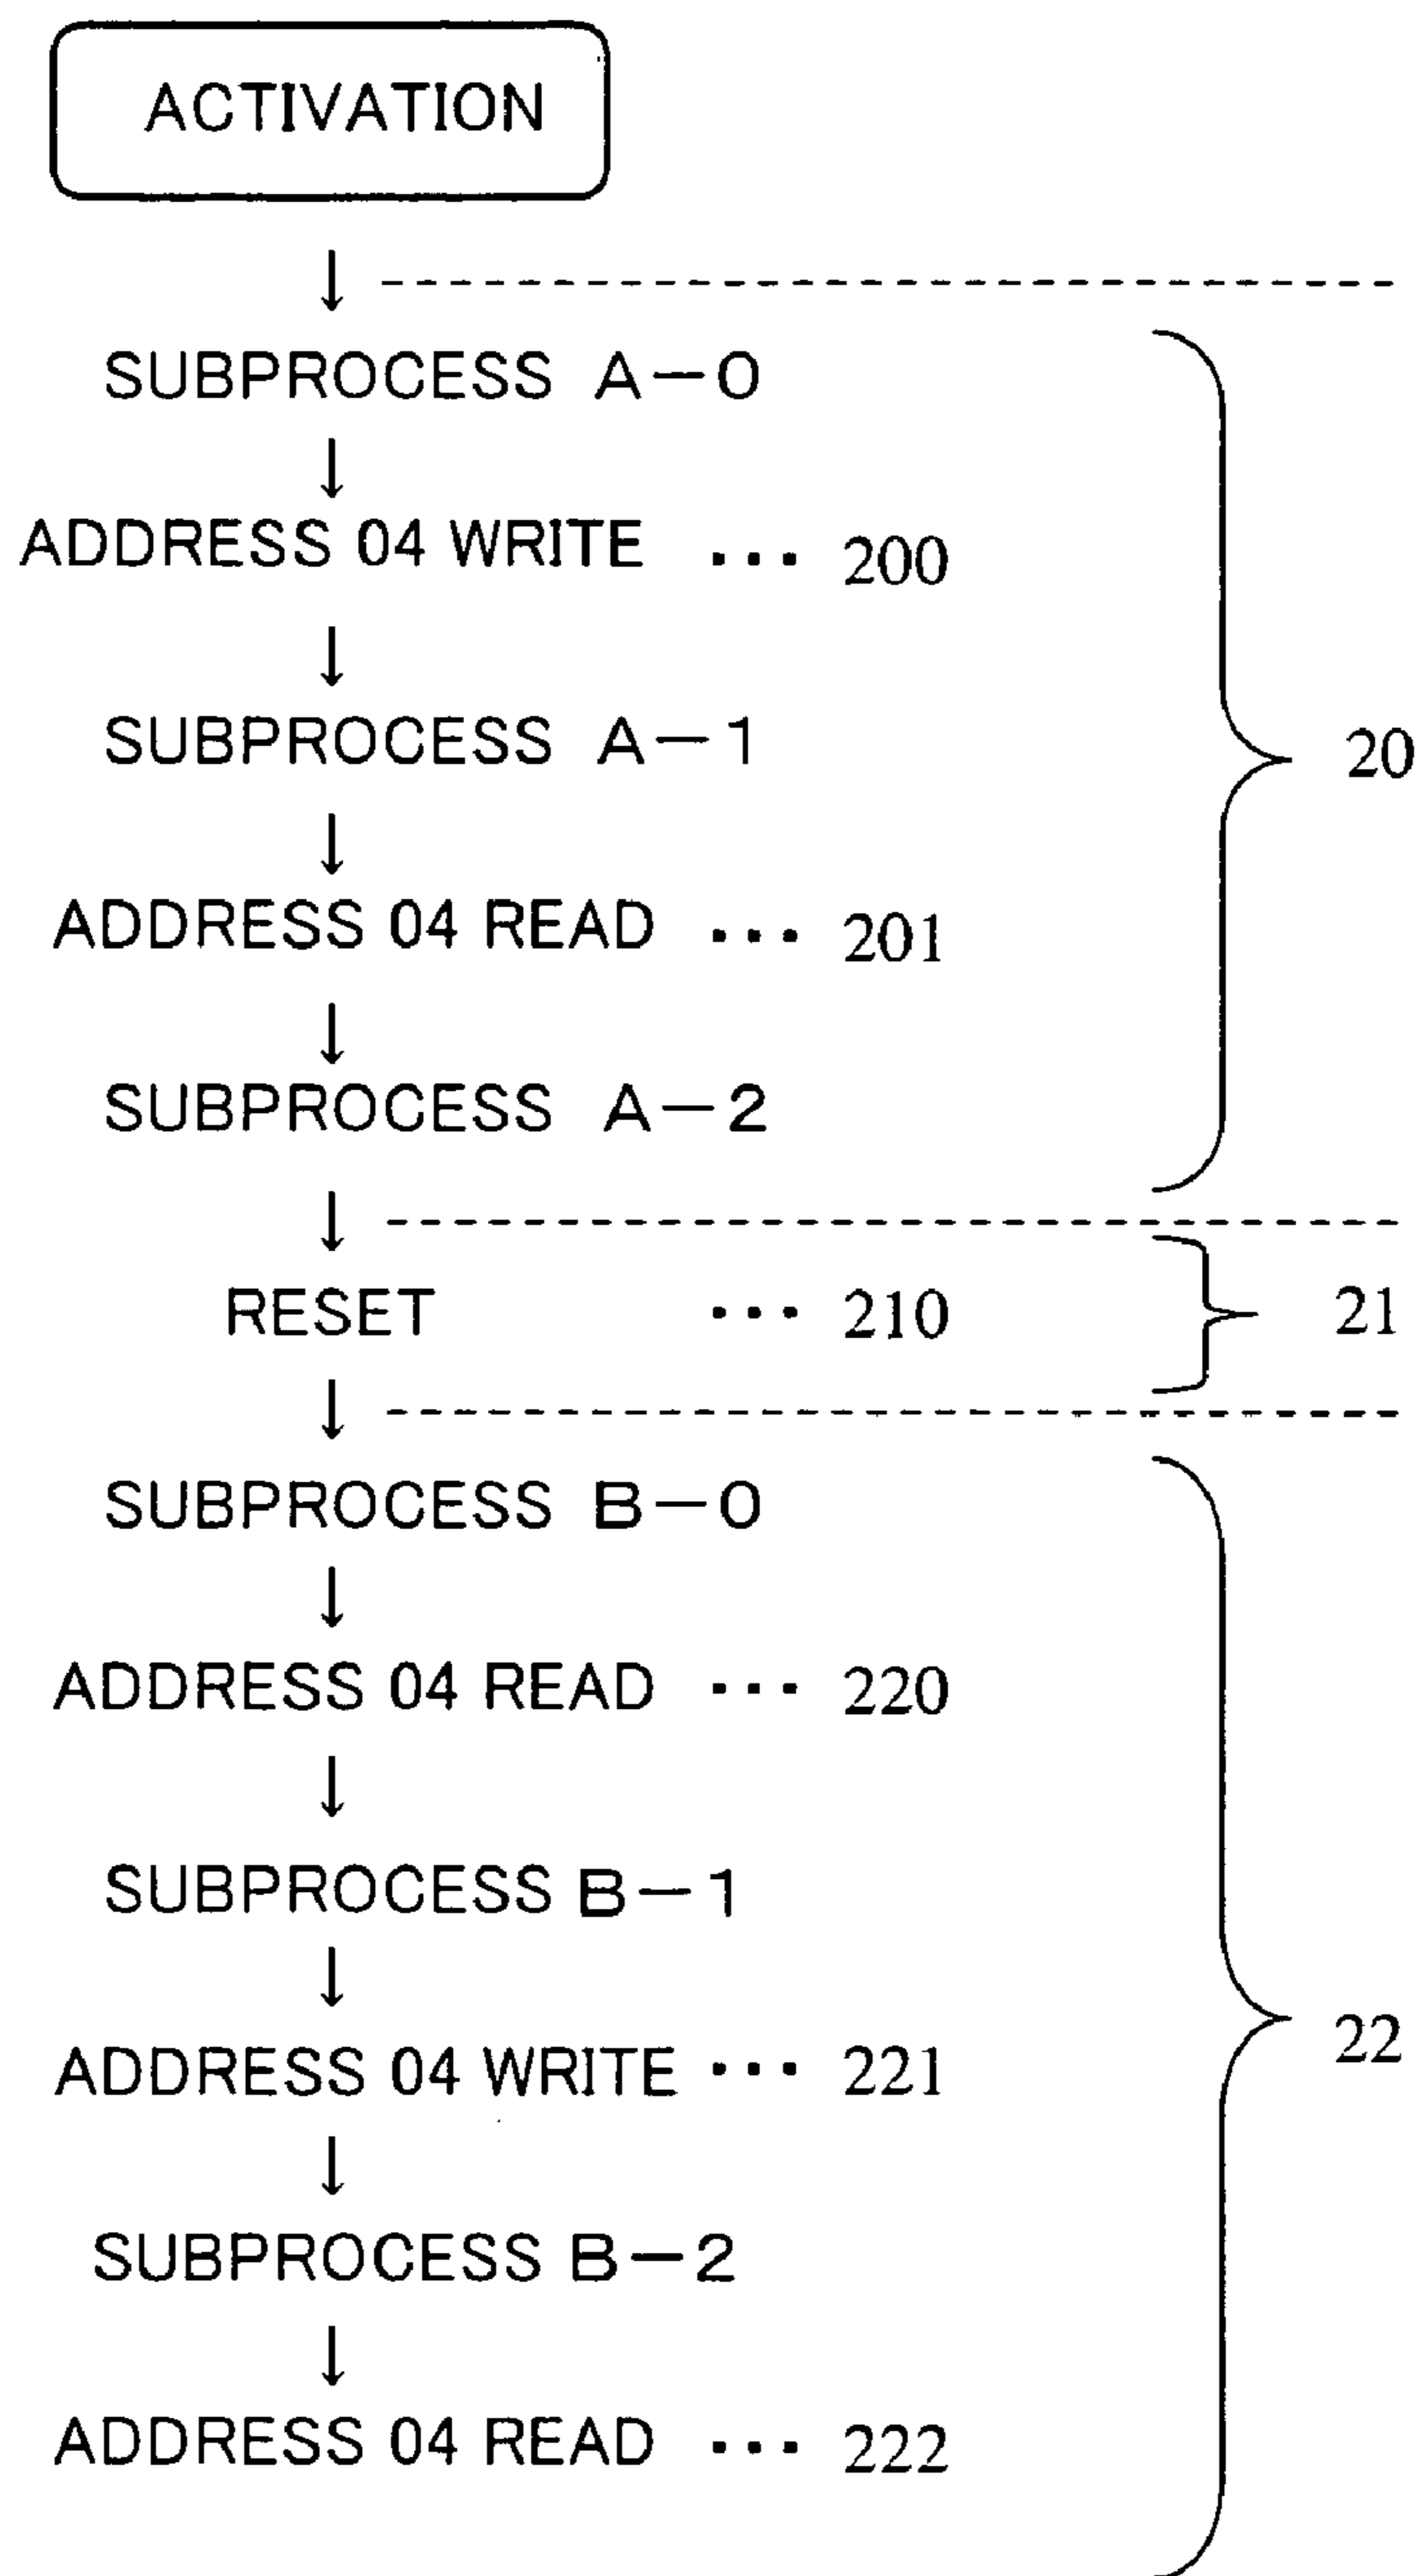 ACTIVATION
SUBPROCESS A－0
ADDRESS 04 WRITE ... 200
SUBPROCESS A－1
20
ADDRESS 04 READ ... 201
SUBPROCESS A－2
RESET ... 210 21
SUBPROCESS B－0
ADDRESS 04 READ ... 220
SUBPROCESS B－1
22
ADDRESS 04 WRITE ... 221
SUBPROCESS B－2
ADDRESS 04 READ ... 222